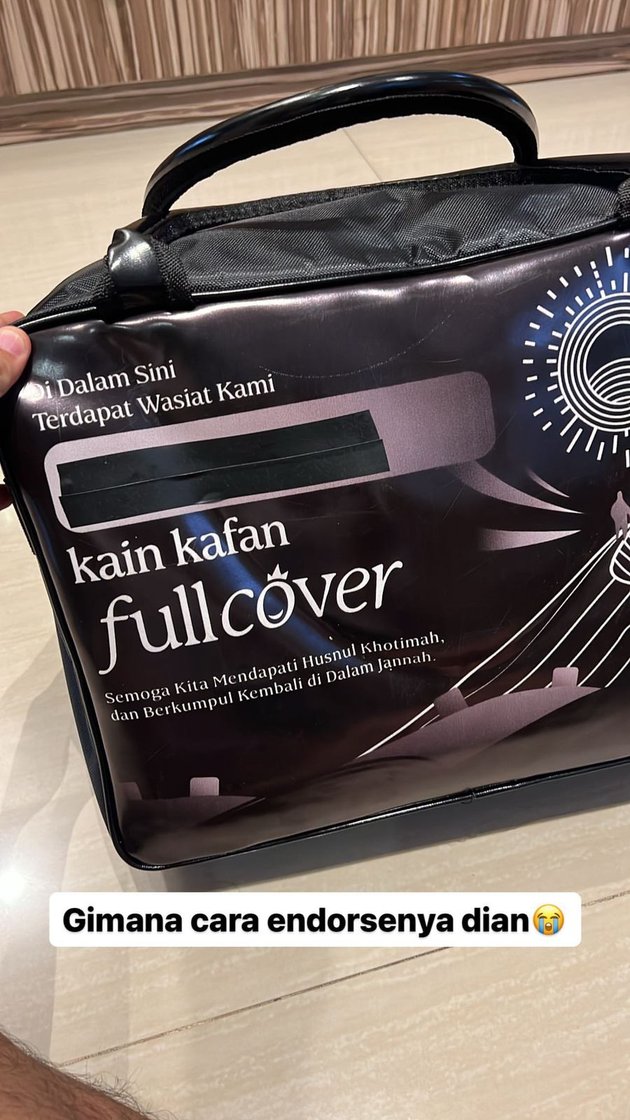 Di Dalam Sini
Terdapat Wasiat Kami
kain kafan
fullcover
Semoga Kita Mendapati Husnul Khotimah,
dan Berkumpul Kembali di Dalam Jannah.
Gimana cara endorsenya dian😭